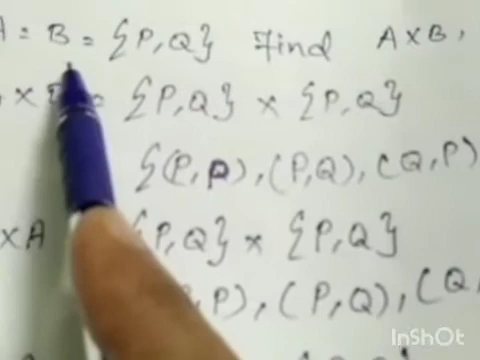 A = B = {P, Q} Find A×B,
× B = {P, Q} × {P, Q}
{(P, P), (P, Q), (Q, P)
×A {P, Q} × {P, Q}
, P), (P, Q), (Q,
InShOt